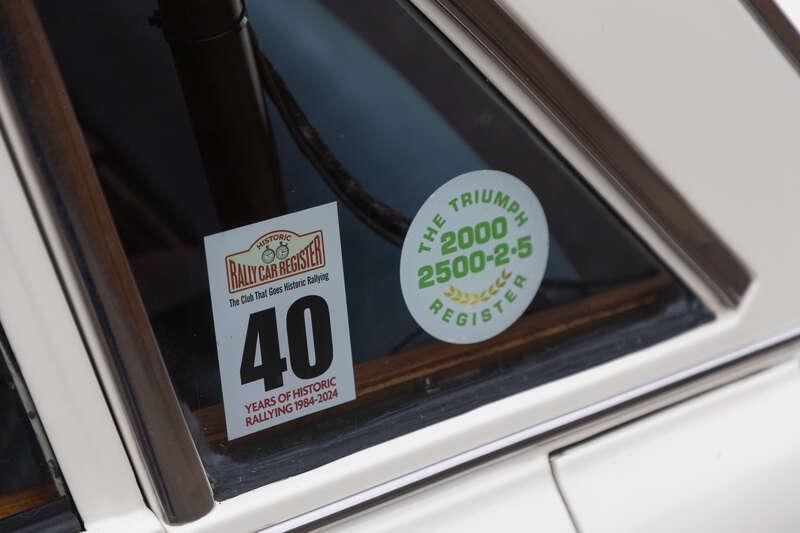 HISTORIC
RALLY CAR REGISTER
The Club That Goes Historic Rallying
40
YEARS OF HISTORIC
RALLYING 1984-2024
THE TRIUMPH
2000
2500-2·5
REGISTER